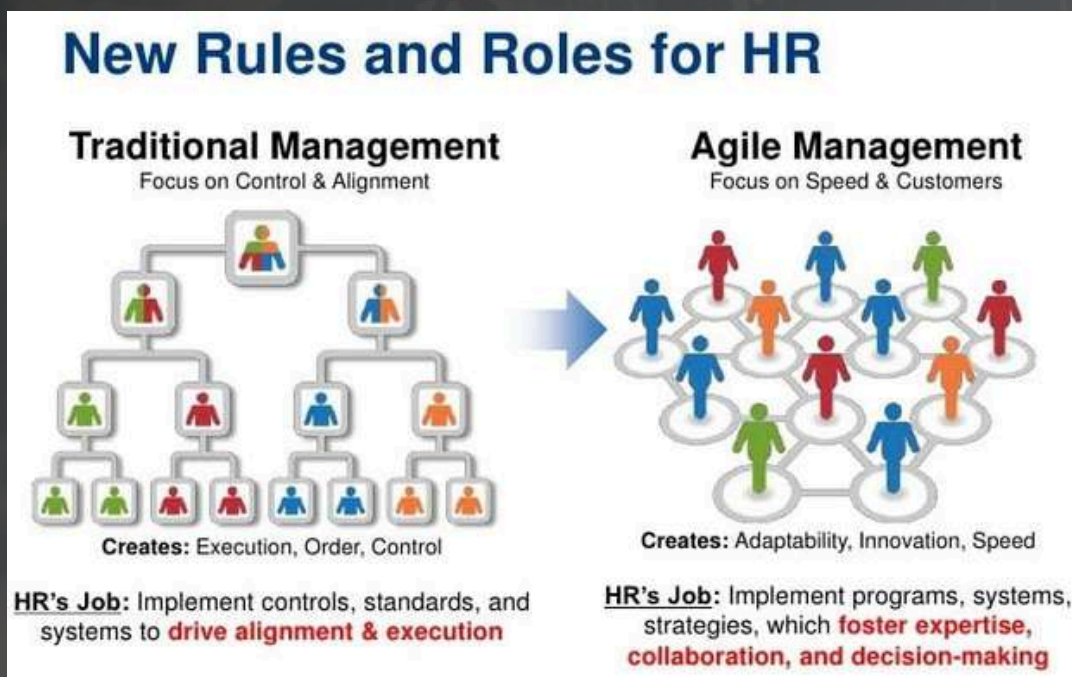 New Rules and Roles for HR
Traditional Management
Focus on Control & Alignment
Creates: Execution, Order, Control
HR's Job: Implement controls, standards, and
systems to drive alignment & execution
Agile Management
Focus on Speed & Customers
Creates: Adaptability, Innovation, Speed
HR's Job: Implement programs, systems,
strategies, which foster expertise,
collaboration, and decision-making